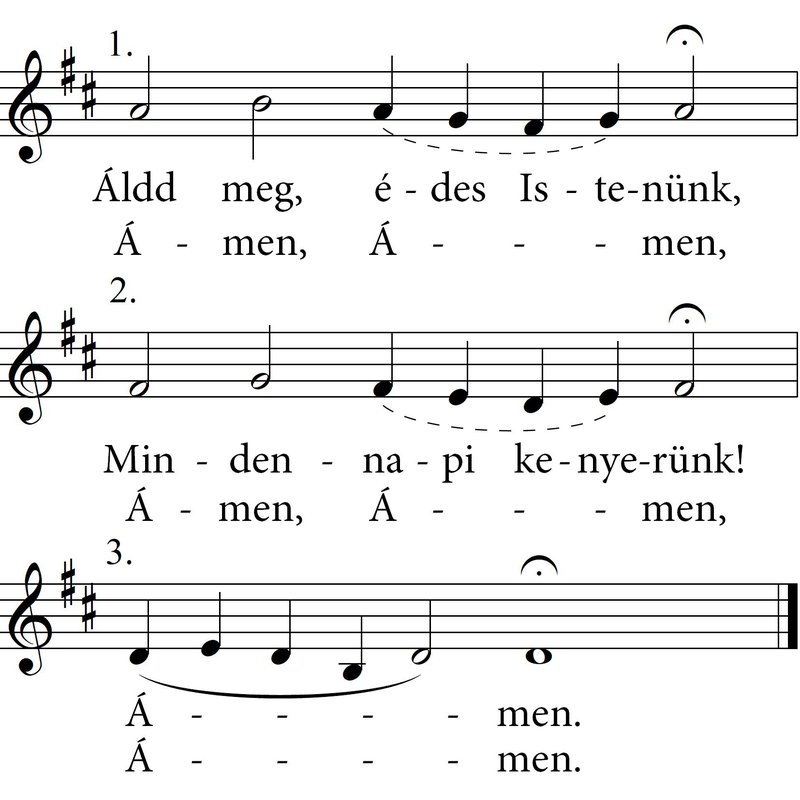 1.
Áldd meg, é - des Is - te-nünk,
Á - men, Á - - - men,
2.
Min - den - na - pi ke - nye-rünk!
Á - men, Á - - - men,
3.
Á - - - - men.
Á - - - - men.